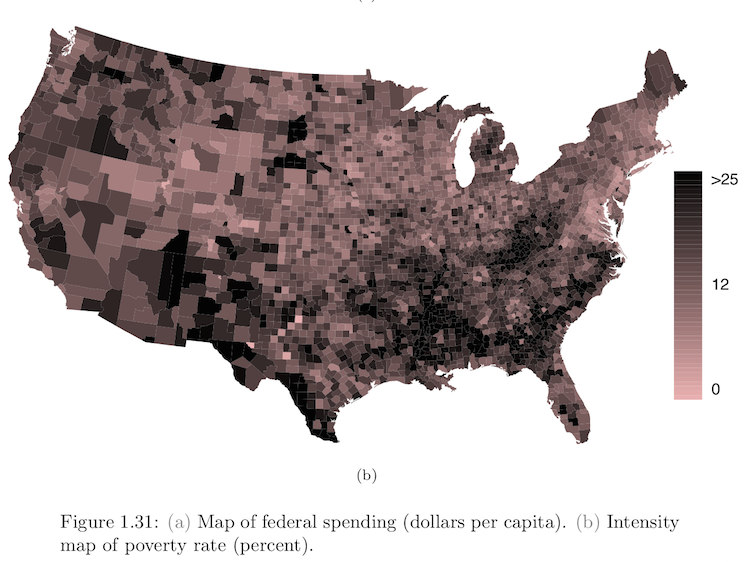 >25
12
0
(b)
Figure 1.31: (a) Map of federal spending (dollars per capita). (b) Intensity
map of poverty rate (percent).